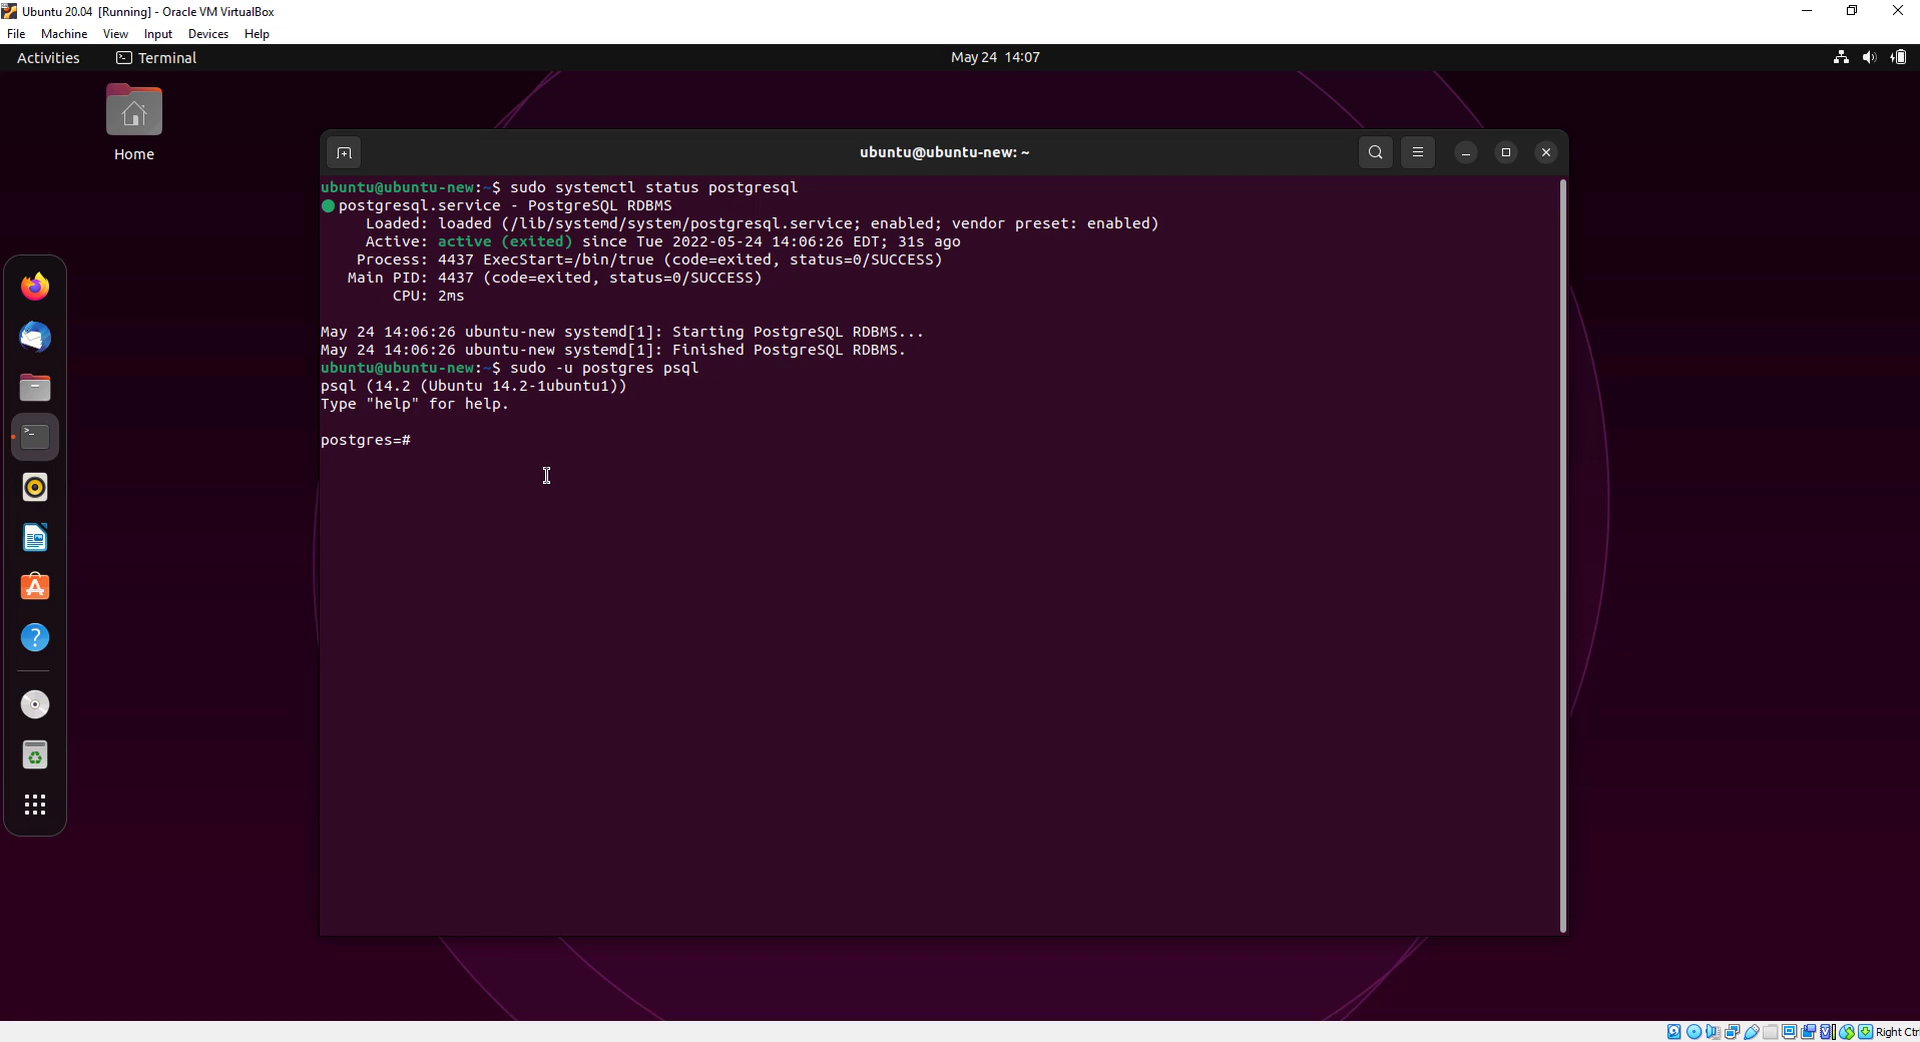 Ubuntu 20.04 [Running] - Oracle VM VirtualBox
File Machine View Input Devices Help
Activities Terminal May 24 14:07
Home
ubuntu@ubuntu-new: ~
ubuntu@ubuntu-new:~$ sudo systemctl status postgresql
postgresql.service - PostgreSQL RDBMS
Loaded: loaded (/lib/systemd/system/postgresql.service; enabled; vendor preset: enabled)
Active: active (exited) since Tue 2022-05-24 14:06:26 EDT; 31s ago
Process: 4437 ExecStart=/bin/true (code=exited, status=0/SUCCESS)
Main PID: 4437 (code=exited, status=0/SUCCESS)
CPU: 2ms
May 24 14:06:26 ubuntu-new systemd[1]: Starting PostgreSQL RDBMS...
May 24 14:06:26 ubuntu-new systemd[1]: Finished PostgreSQL RDBMS.
ubuntu@ubuntu-new:~$ sudo -u postgres psql
psql (14.2 (Ubuntu 14.2-1ubuntu1))
Type "help" for help.
postgres=#
Right Ctr